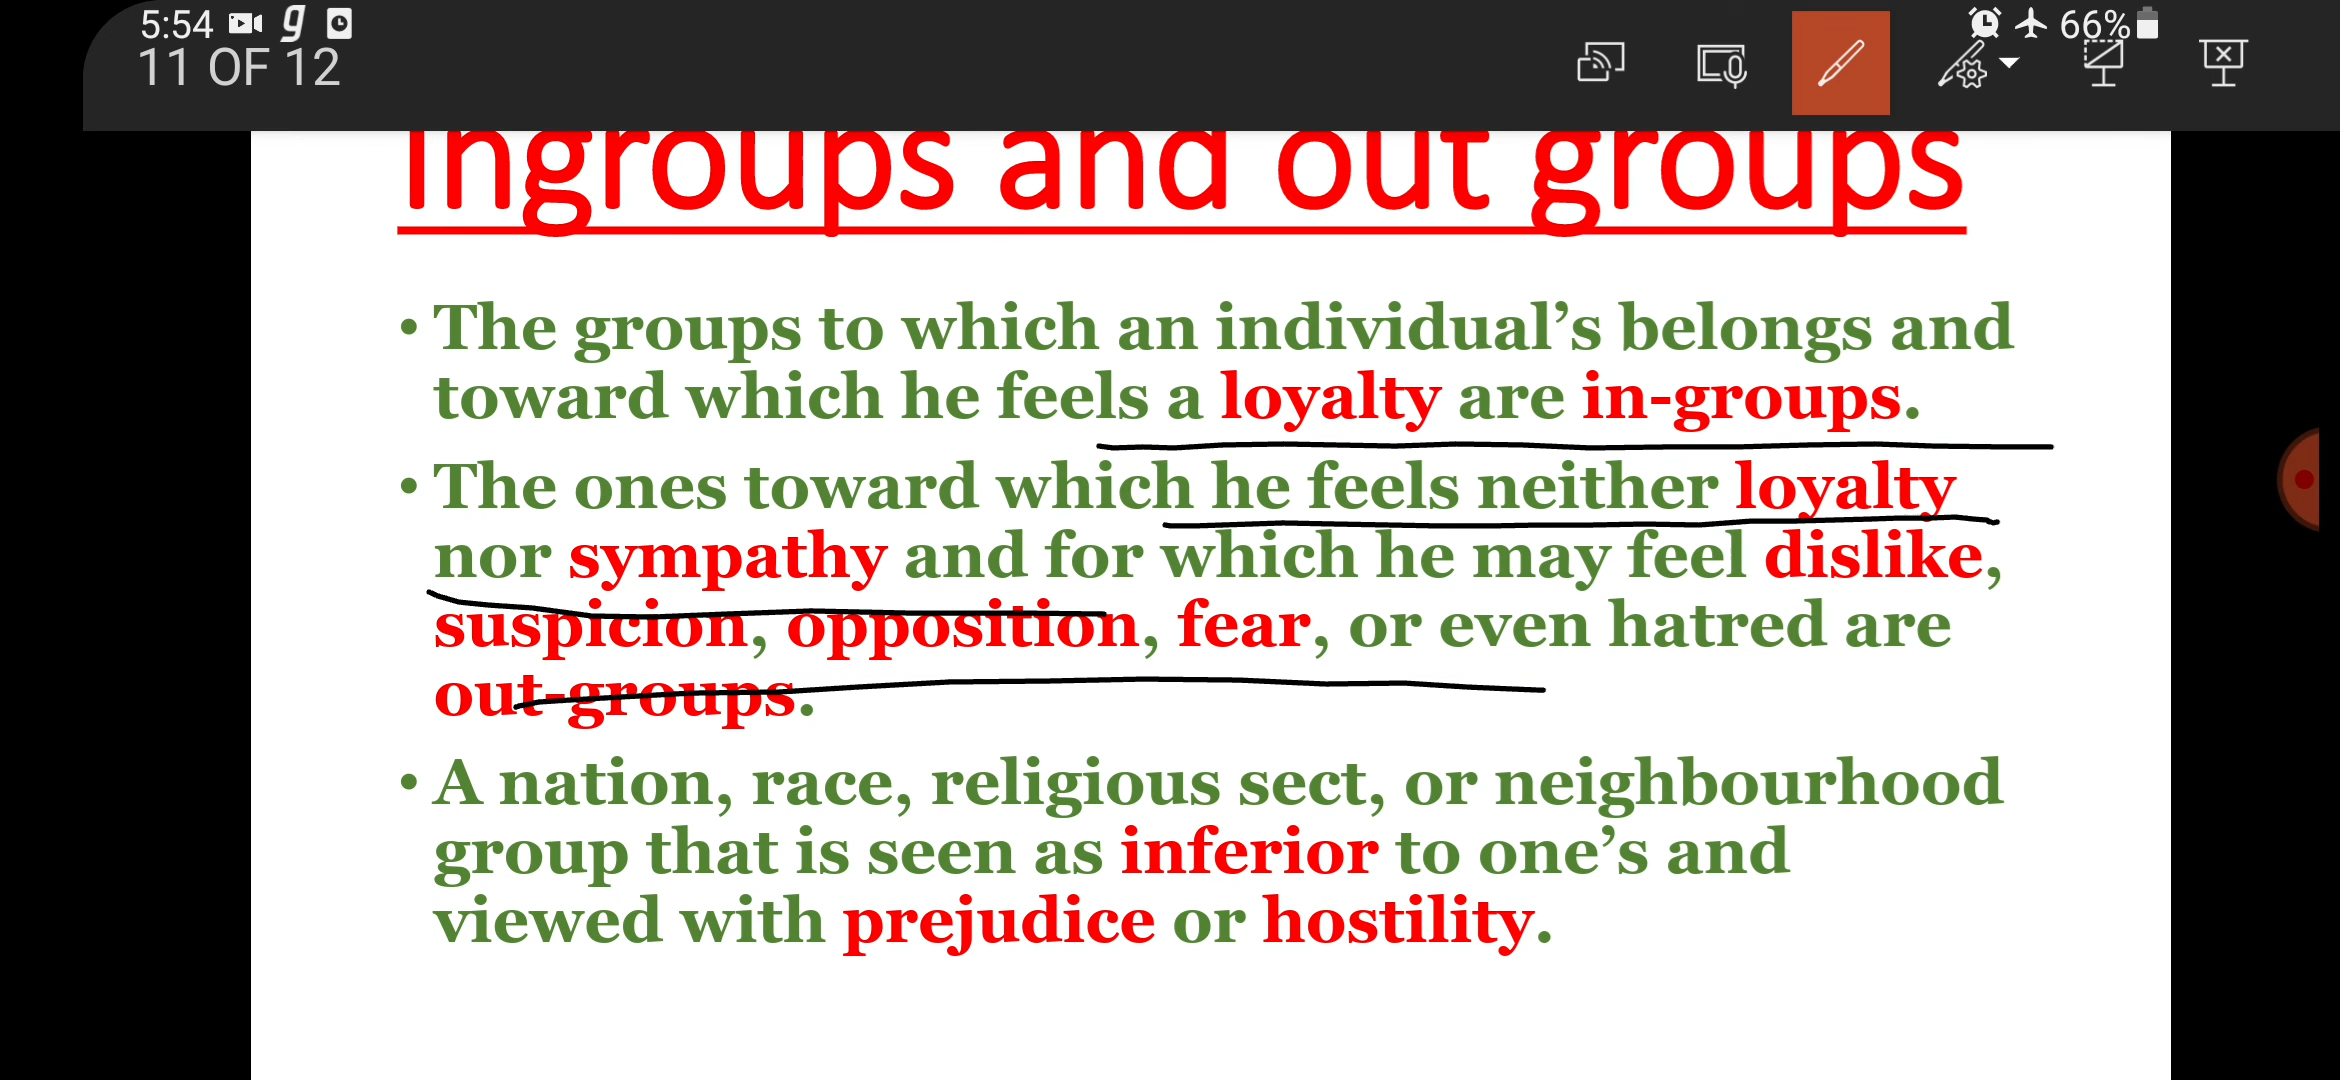 5:54
66%
11 OF 12
Ingroups and out groups
• The groups to which an individual’s belongs and
toward which he feels a loyalty are in-groups.
• The ones toward which he feels neither loyalty
nor sympathy and for which he may feel dislike,
suspicion, opposition, fear, or even hatred are
out-groups.
• A nation, race, religious sect, or neighbourhood
group that is seen as inferior to one’s and
viewed with prejudice or hostility.